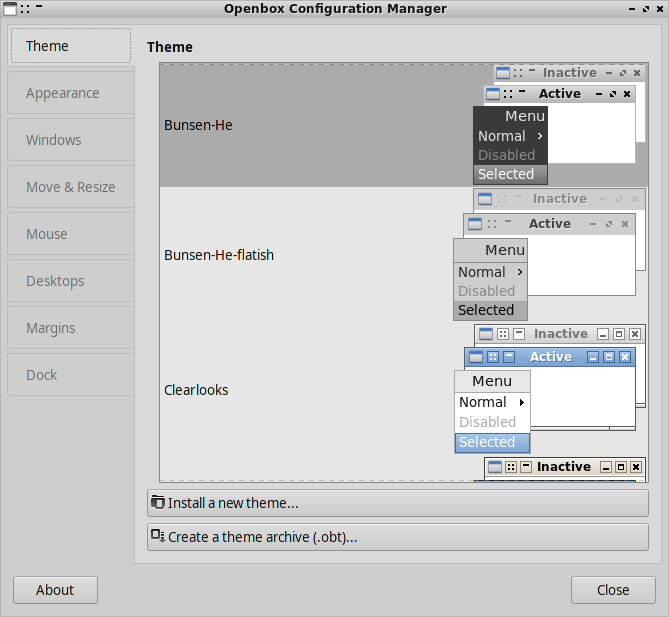 Openbox Configuration Manager
Theme
Appearance
Windows
Move & Resize
Mouse
Desktops
Margins
Dock
Theme
Bunsen-He
Inactive
Active
Menu
Normal
Disabled
Selected
Bunsen-He-flatish
Inactive
Active
Menu
Normal
Disabled
Selected
Clearlooks
Inactive
Active
Menu
Normal
Disabled
Selected
Inactive
Install a new theme...
Create a theme archive (.obt)...
About
Close